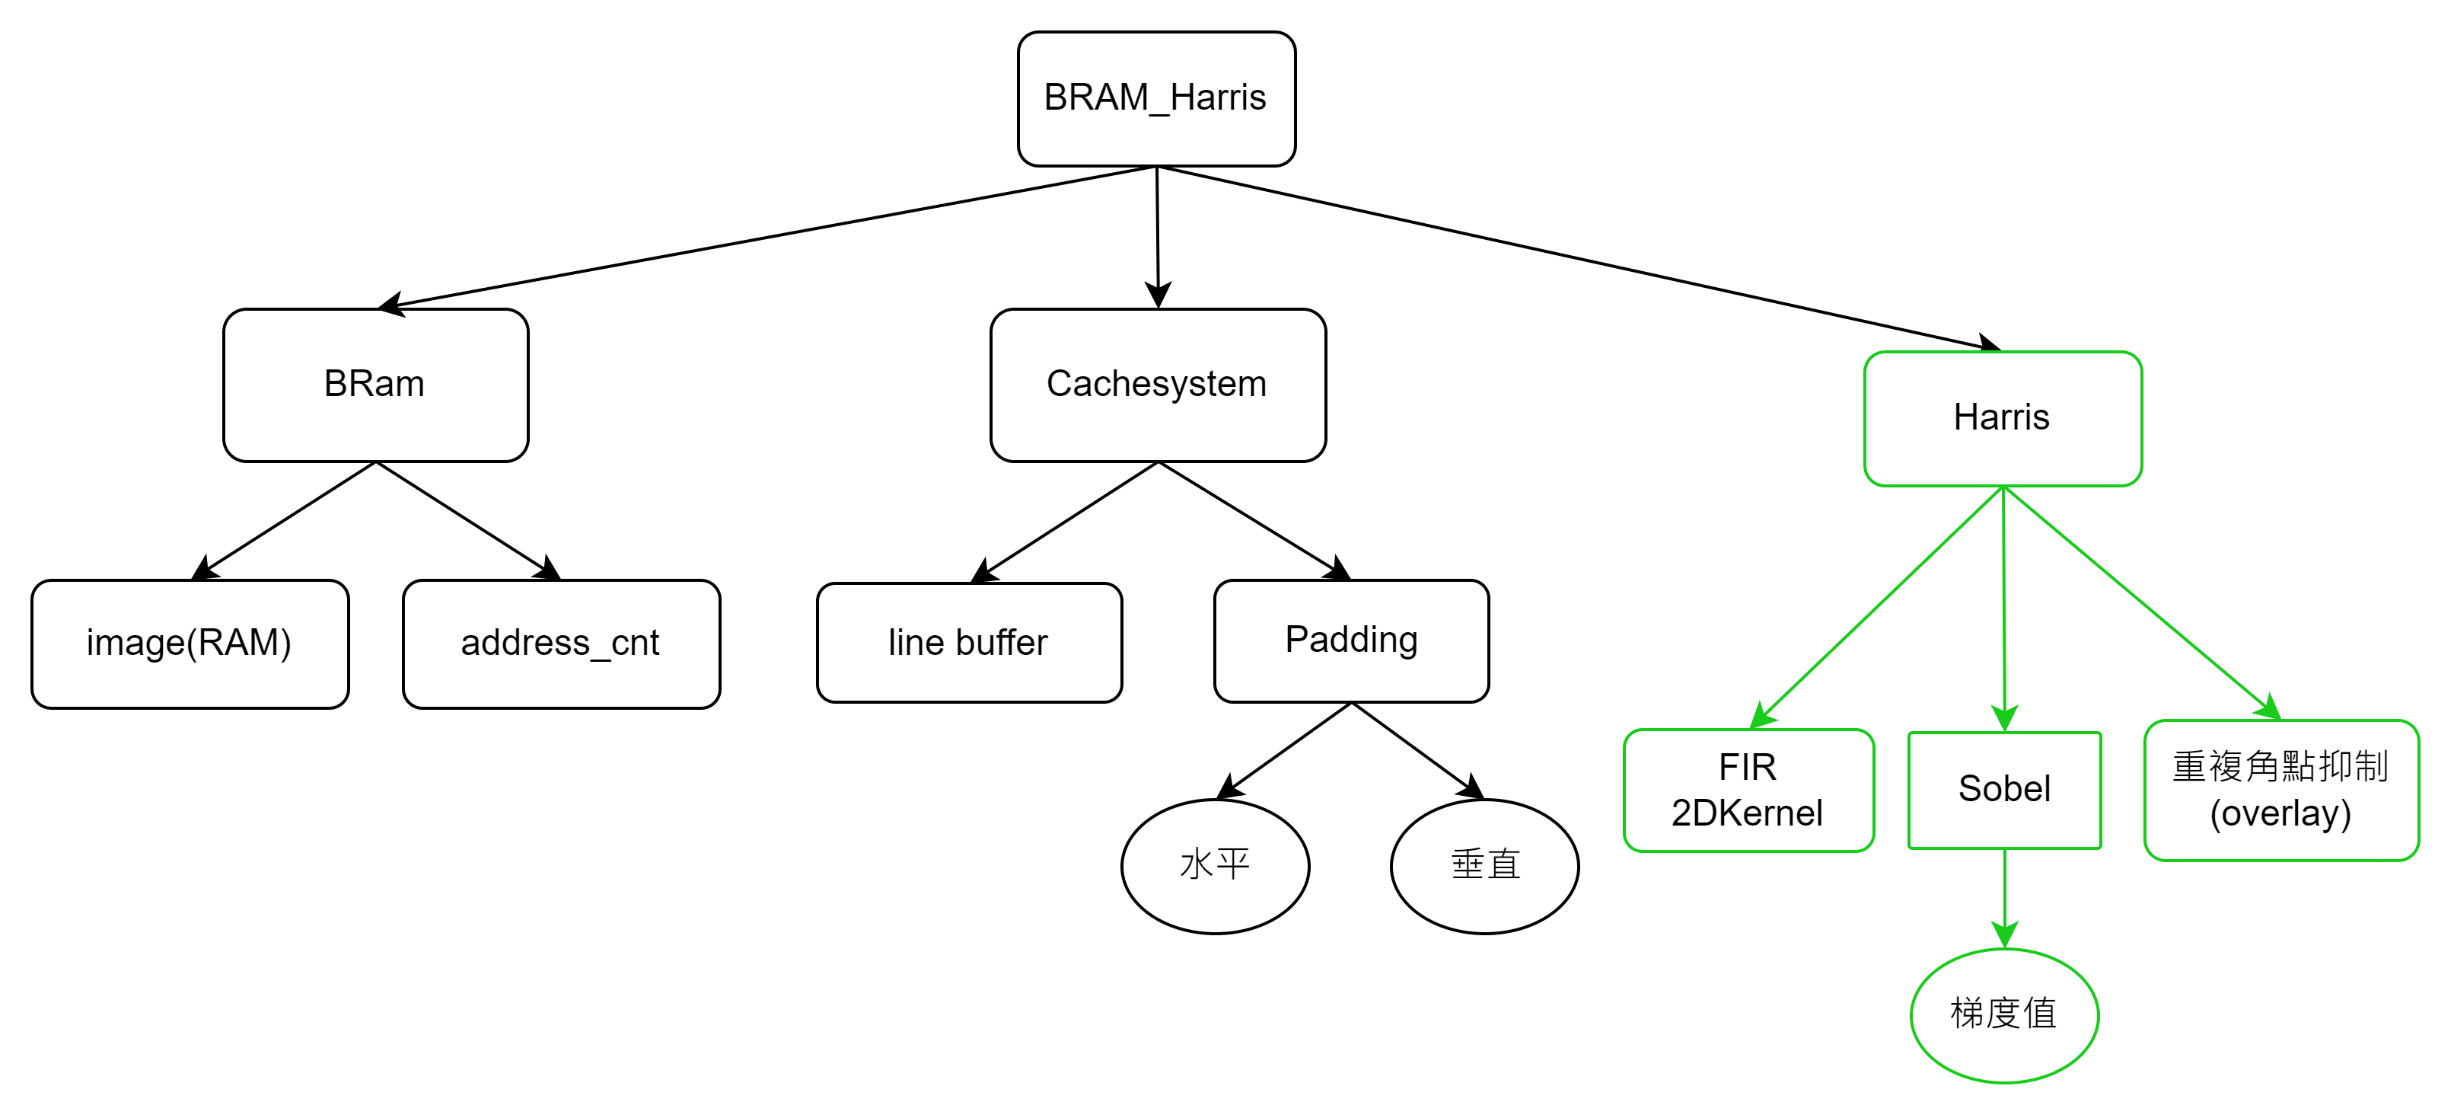 BRAM_Harris
BRam
Cachesystem
Harris
image(RAM)
address_cnt
line buffer
Padding
FIR
2DKernel
Sobel
重複角點抑制
(overlay)
水平
垂直
梯度值